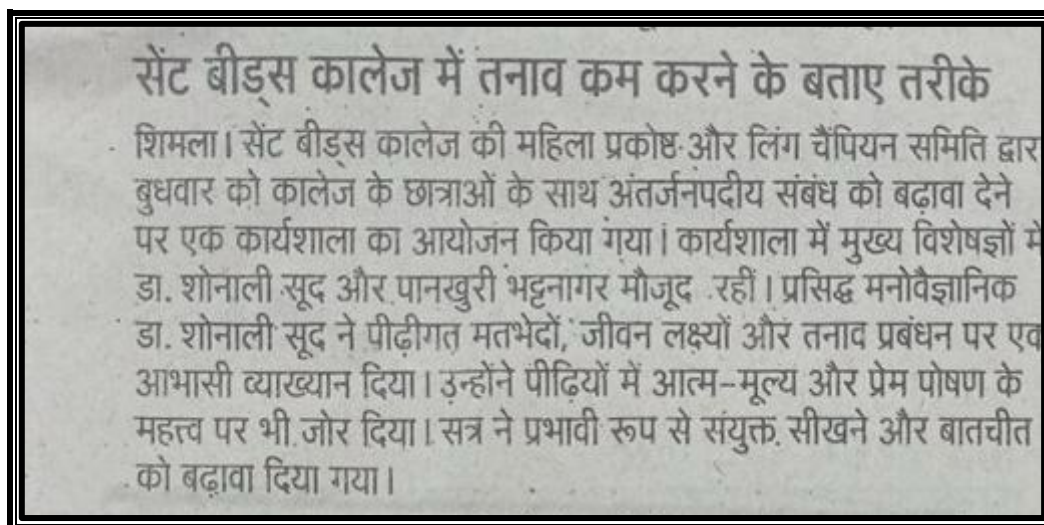 सेंट बीड्स कालेज में तनाव कम करने के बताए तरीके
शिमला। सेंट बीड्स कालेज की महिला प्रकोष्ठ और लिंग चैंपियन समिति द्वार
बुधवार को कालेज के छात्राओं के साथ अंतर्जनपदीय संबंध को बढ़ावा देने
पर एक कार्यशाला का आयोजन किया गया। कार्यशाला में मुख्य विशेषज्ञों में
डा. शोनाली सूद और पानखुरी भट्टनागर मौजूद रहीं। प्रसिद्ध मनोवैज्ञानिक
डा. शोनाली सूद ने पीढ़ीगत मतभेदों, जीवन लक्ष्यों और तनाव प्रबंधन पर एक
आभासी व्याख्यान दिया। उन्होंने पीढ़ियों में आत्म-मूल्य और प्रेम पोषण के
महत्त्व पर भी जोर दिया। सत्र ने प्रभावी रूप से संयुक्त सीखने और बातचीत
को बढ़ावा दिया गया।